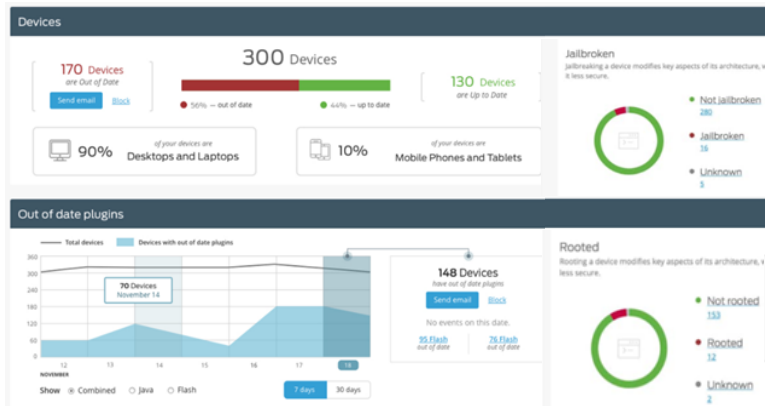 Devices
170 Devices
are Out of Date
Send email Block
300 Devices
56% — out of date
44% — up to date
130 Devices
are Up to Date
90%
of your devices are
Desktops and Laptops
10%
of your devices are
Mobile Phones and Tablets
Jailbroken
Jailbreaking a device modifies key aspects of its architecture,
it less secure.
Not jailbroken
280
Jailbroken
16
Unknown
5
Out of date plugins
Total devices
Devices with out of date plugins
360
300
240
180
120
60
0
70 Devices
November 14
12 13 14 15 16 17 18
NOVEMBER
Show Combined Java Flash
7 days 30 days
148 Devices
have out of date plugins
Send email Block
No events on this date.
95 Flash
out of date
76 Flash
out of date
Rooted
Rooting a device modifies key aspects of its architecture,
less secure.
Not rooted
153
Rooted
12
Unknown
2